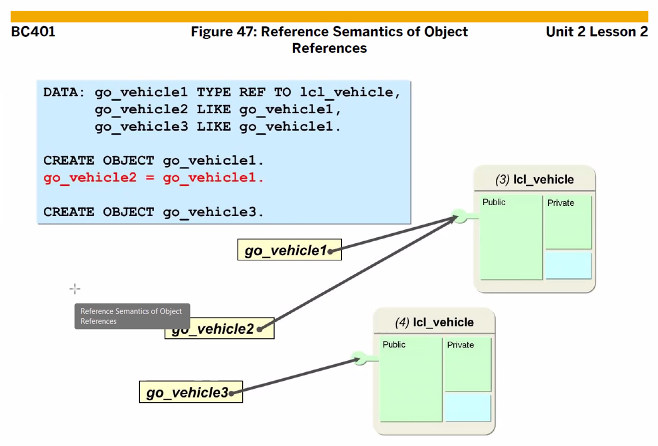 BC401
Figure 47: Reference Semantics of Object
References
Unit 2 Lesson 2
DATA: go_vehicle1 TYPE REF TO lcl_vehicle,
go_vehicle2 LIKE go_vehicle1,
go_vehicle3 LIKE go_vehicle1.
CREATE OBJECT go_vehicle1.
go_vehicle2 = go_vehicle1.
CREATE OBJECT go_vehicle3.
(3) lcl_vehicle
Public
Private
go_vehicle1
Reference Semantics of Object
References
go_vehicle2
(4) lcl_vehicle
Public
Private
go_vehicle3